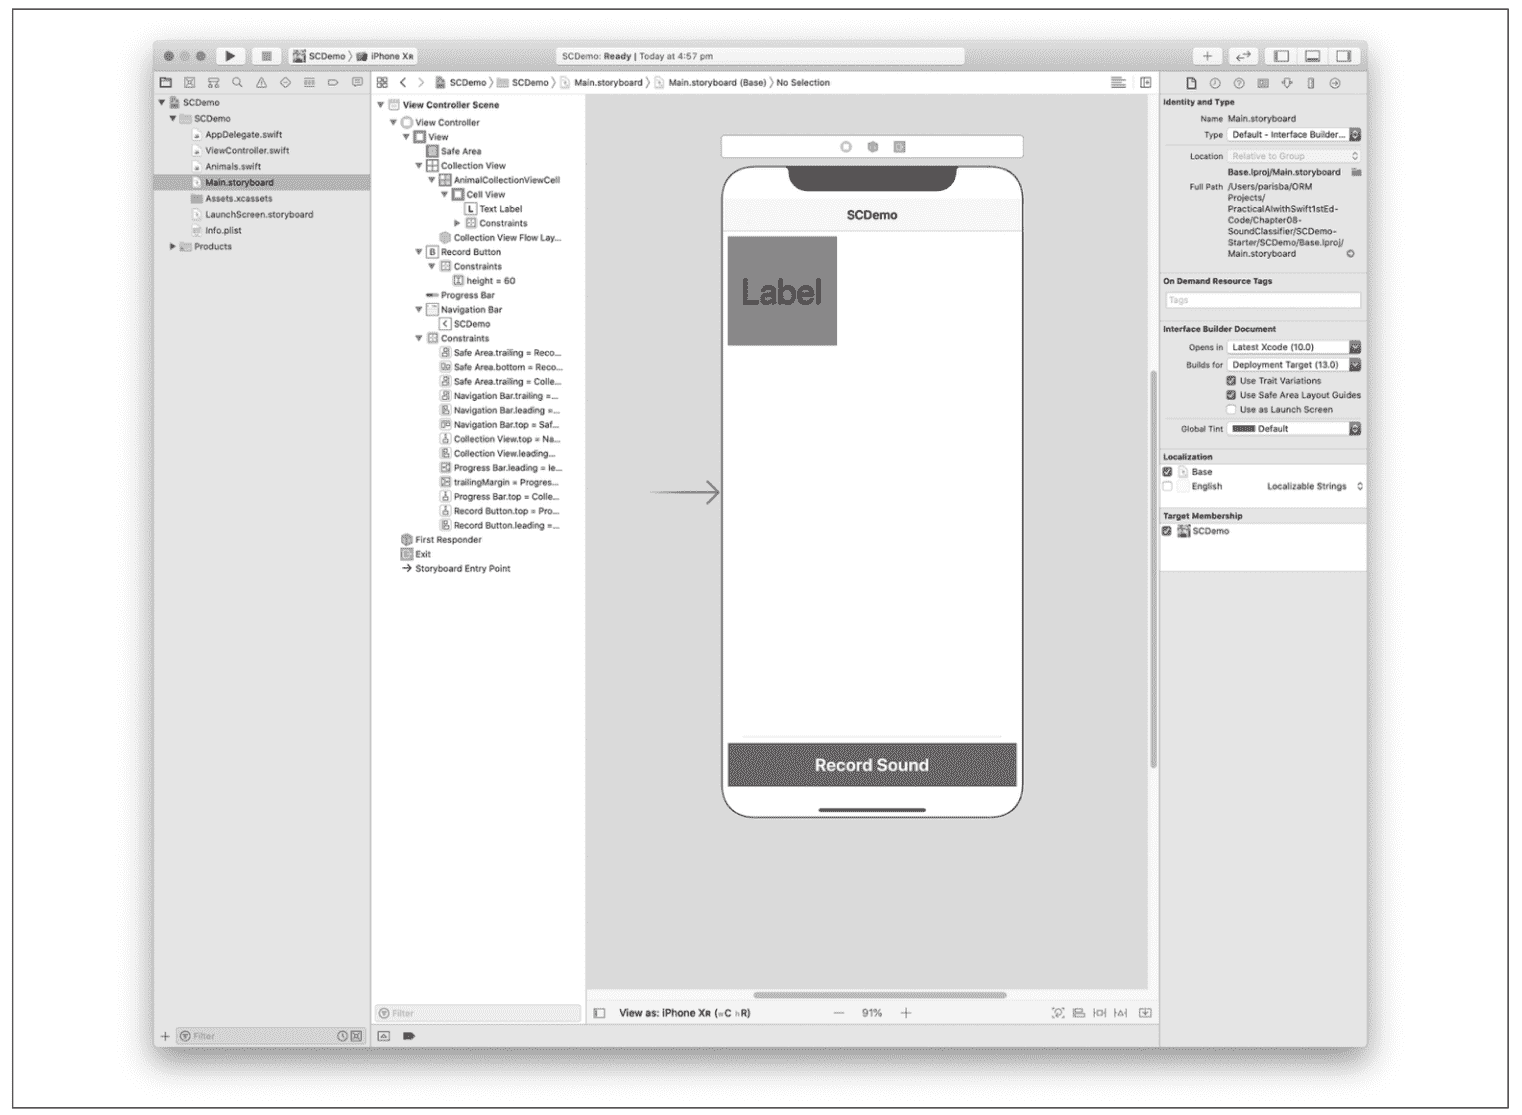 SCDemo iPhone XR
SCDemo: Ready | Today at 4:57 pm
SCDemo SCDemo Main.storyboard Main.storyboard (Base) No Selection
SCDemo
SCDemo
AppDelegate.swift
ViewController.swift
Animals.swift
Main.storyboard
Assets.xcassets
LaunchScreen.storyboard
Info.plist
Products
Filter
View Controller Scene
View Controller
View
Safe Area
Collection View
AnimalCollectionViewCell
Cell View
L Text Label
Constraints
Collection View Flow Lay...
B Record Button
Constraints
height = 60
Progress Bar
Navigation Bar
SCDemo
Constraints
Safe Area.trailing = Reco...
Safe Area.bottom = Reco...
Safe Area.trailing = Colle...
Navigation Bar.trailing =...
Navigation Bar.leading =...
Navigation Bar.top = Saf...
Collection View.top = Na...
Collection View.leading...
Progress Bar.leading = le...
trailingMargin = Progres...
Progress Bar.top = Colle...
Record Button.top = Pro...
Record Button.leading =...
First Responder
Exit
Storyboard Entry Point
Filter
SCDemo
Label
Record Sound
View as: iPhone XR (wC hR)
91%
Identity and Type
Name Main.storyboard
Type Default - Interface Builder...
Location Relative to Group
Base.lproj/Main.storyboard
Full Path /Users/parisba/ORM
Projects/
PracticalAIwithSwift1stEd-
Code/Chapter08-
SoundClassifier/SCDemo-
Starter/SCDemo/Base.lproj/
Main.storyboard
On Demand Resource Tags
Tags
Interface Builder Document
Opens in Latest Xcode (10.0)
Builds for Deployment Target (13.0)
Use Trait Variations
Use Safe Area Layout Guides
Use as Launch Screen
Global Tint Default
Localization
Base
English Localizable Strings
Target Membership
SCDemo